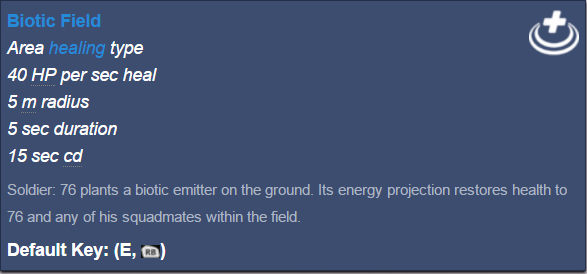 Biotic Field
Area healing type
40 HP per sec heal
5 m radius
5 sec duration
15 sec cd
Soldier: 76 plants a biotic emitter on the ground. Its energy projection restores health to
76 and any of his squadmates within the field.
Default Key: (E, RB)